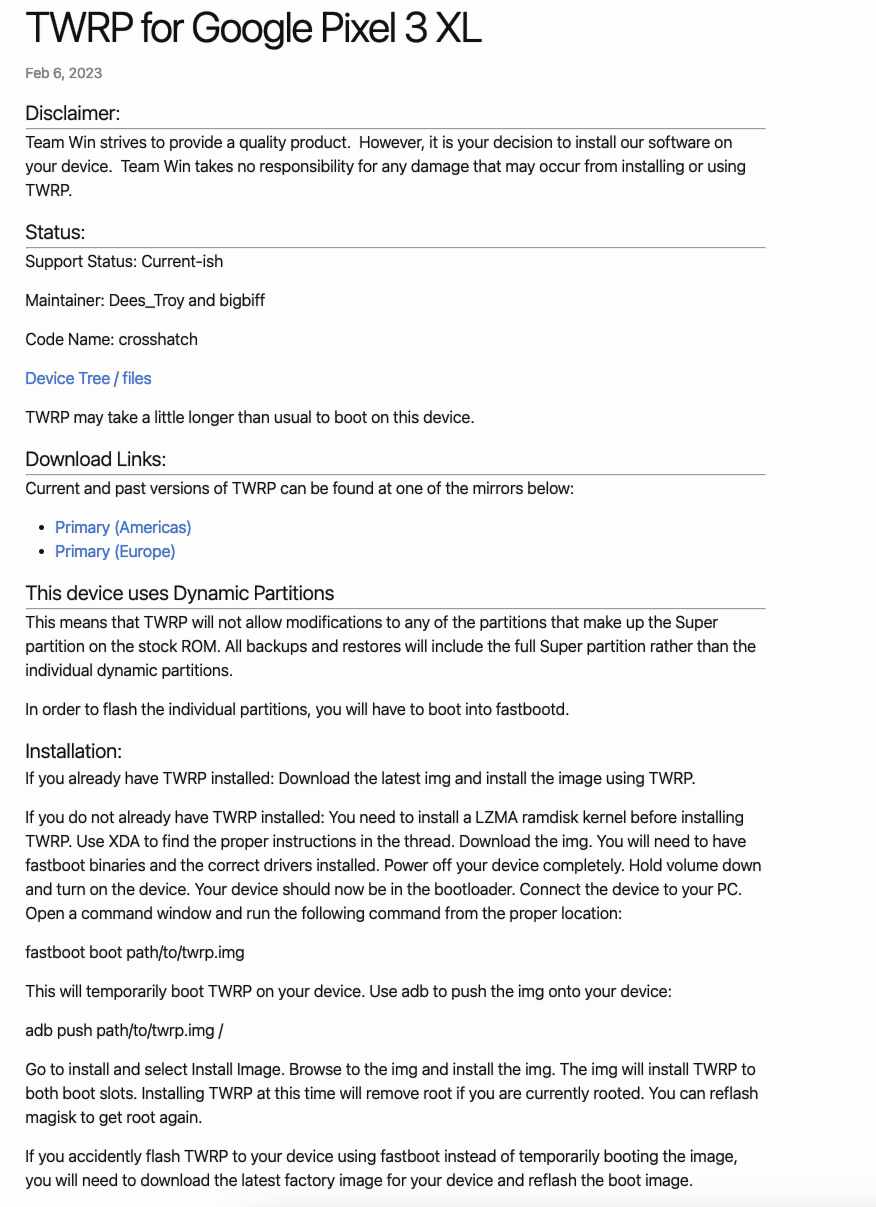 TWRP for Google Pixel 3 XL
Feb 6, 2023
Disclaimer:
Team Win strives to provide a quality product.  However, it is your decision to install our software on
your device.  Team Win takes no responsibility for any damage that may occur from installing or using
TWRP.
Status:
Support Status: Current-ish
Maintainer: Dees_Troy and bigbiff
Code Name: crosshatch
Device Tree / files
TWRP may take a little longer than usual to boot on this device.
Download Links:
Current and past versions of TWRP can be found at one of the mirrors below:
• Primary (Americas)
• Primary (Europe)
This device uses Dynamic Partitions
This means that TWRP will not allow modifications to any of the partitions that make up the Super
partition on the stock ROM. All backups and restores will include the full Super partition rather than the
individual dynamic partitions.
In order to flash the individual partitions, you will have to boot into fastbootd.
Installation:
If you already have TWRP installed: Download the latest img and install the image using TWRP.
If you do not already have TWRP installed: You need to install a LZMA ramdisk kernel before installing
TWRP. Use XDA to find the proper instructions in the thread. Download the img. You will need to have
fastboot binaries and the correct drivers installed. Power off your device completely. Hold volume down
and turn on the device. Your device should now be in the bootloader. Connect the device to your PC.
Open a command window and run the following command from the proper location:
fastboot boot path/to/twrp.img
This will temporarily boot TWRP on your device. Use adb to push the img onto your device:
adb push path/to/twrp.img /
Go to install and select Install Image. Browse to the img and install the img. The img will install TWRP to
both boot slots. Installing TWRP at this time will remove root if you are currently rooted. You can reflash
magisk to get root again.
If you accidently flash TWRP to your device using fastboot instead of temporarily booting the image,
you will need to download the latest factory image for your device and reflash the boot image.